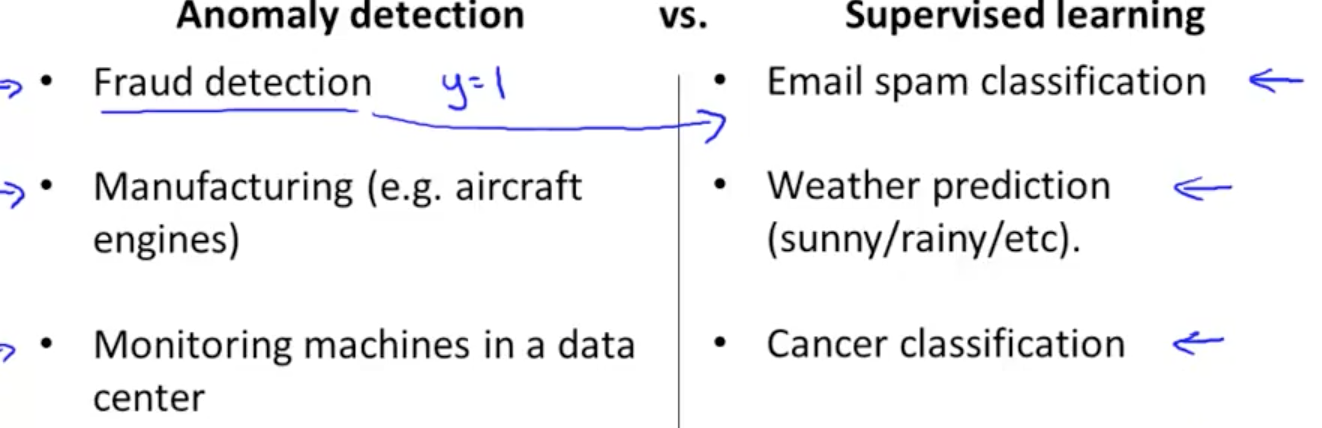 Anomaly detection vs. Supervised learning
• Fraud detection y=1
• Manufacturing (e.g. aircraft
engines)
• Monitoring machines in a data
center
• Email spam classification
• Weather prediction
(sunny/rainy/etc).
• Cancer classification